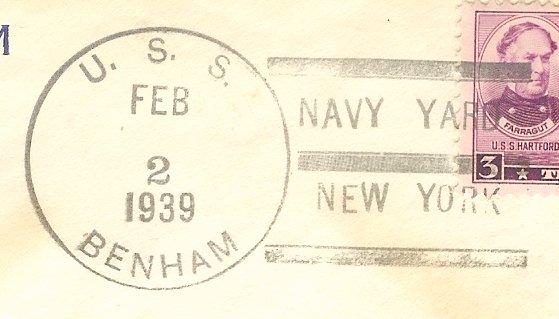 M
U. S. S.
FEB
2
1939
BENHAM
NAVY YARD
NEW YORK
FARRAGUT
U.S.S HARTFORD
3